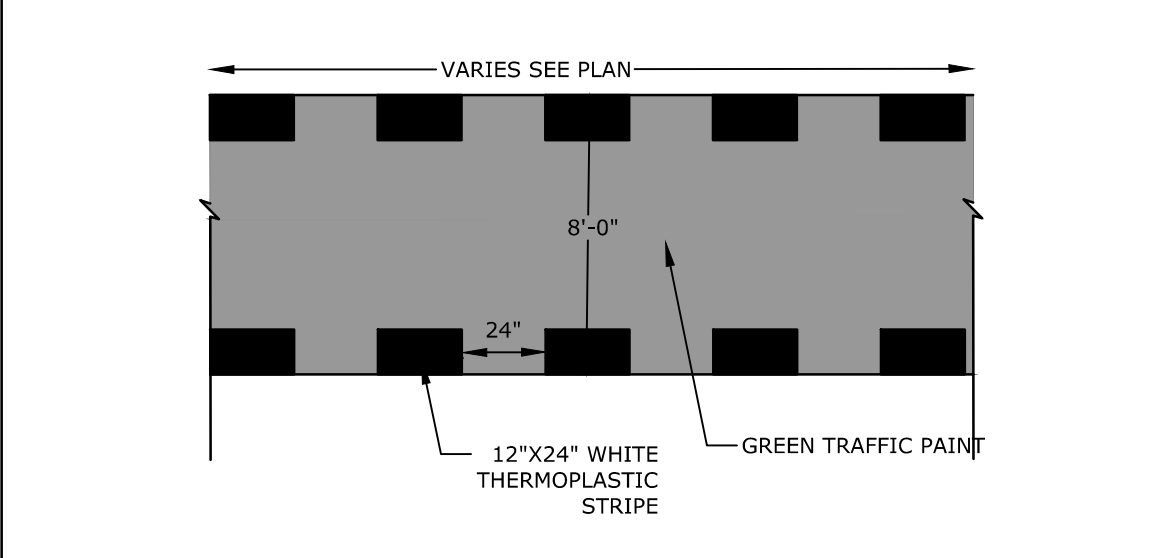 VARIES SEE PLAN
8'-0"
24"
GREEN TRAFFIC PAINT
12"X24" WHITE
THERMOPLASTIC
STRIPE